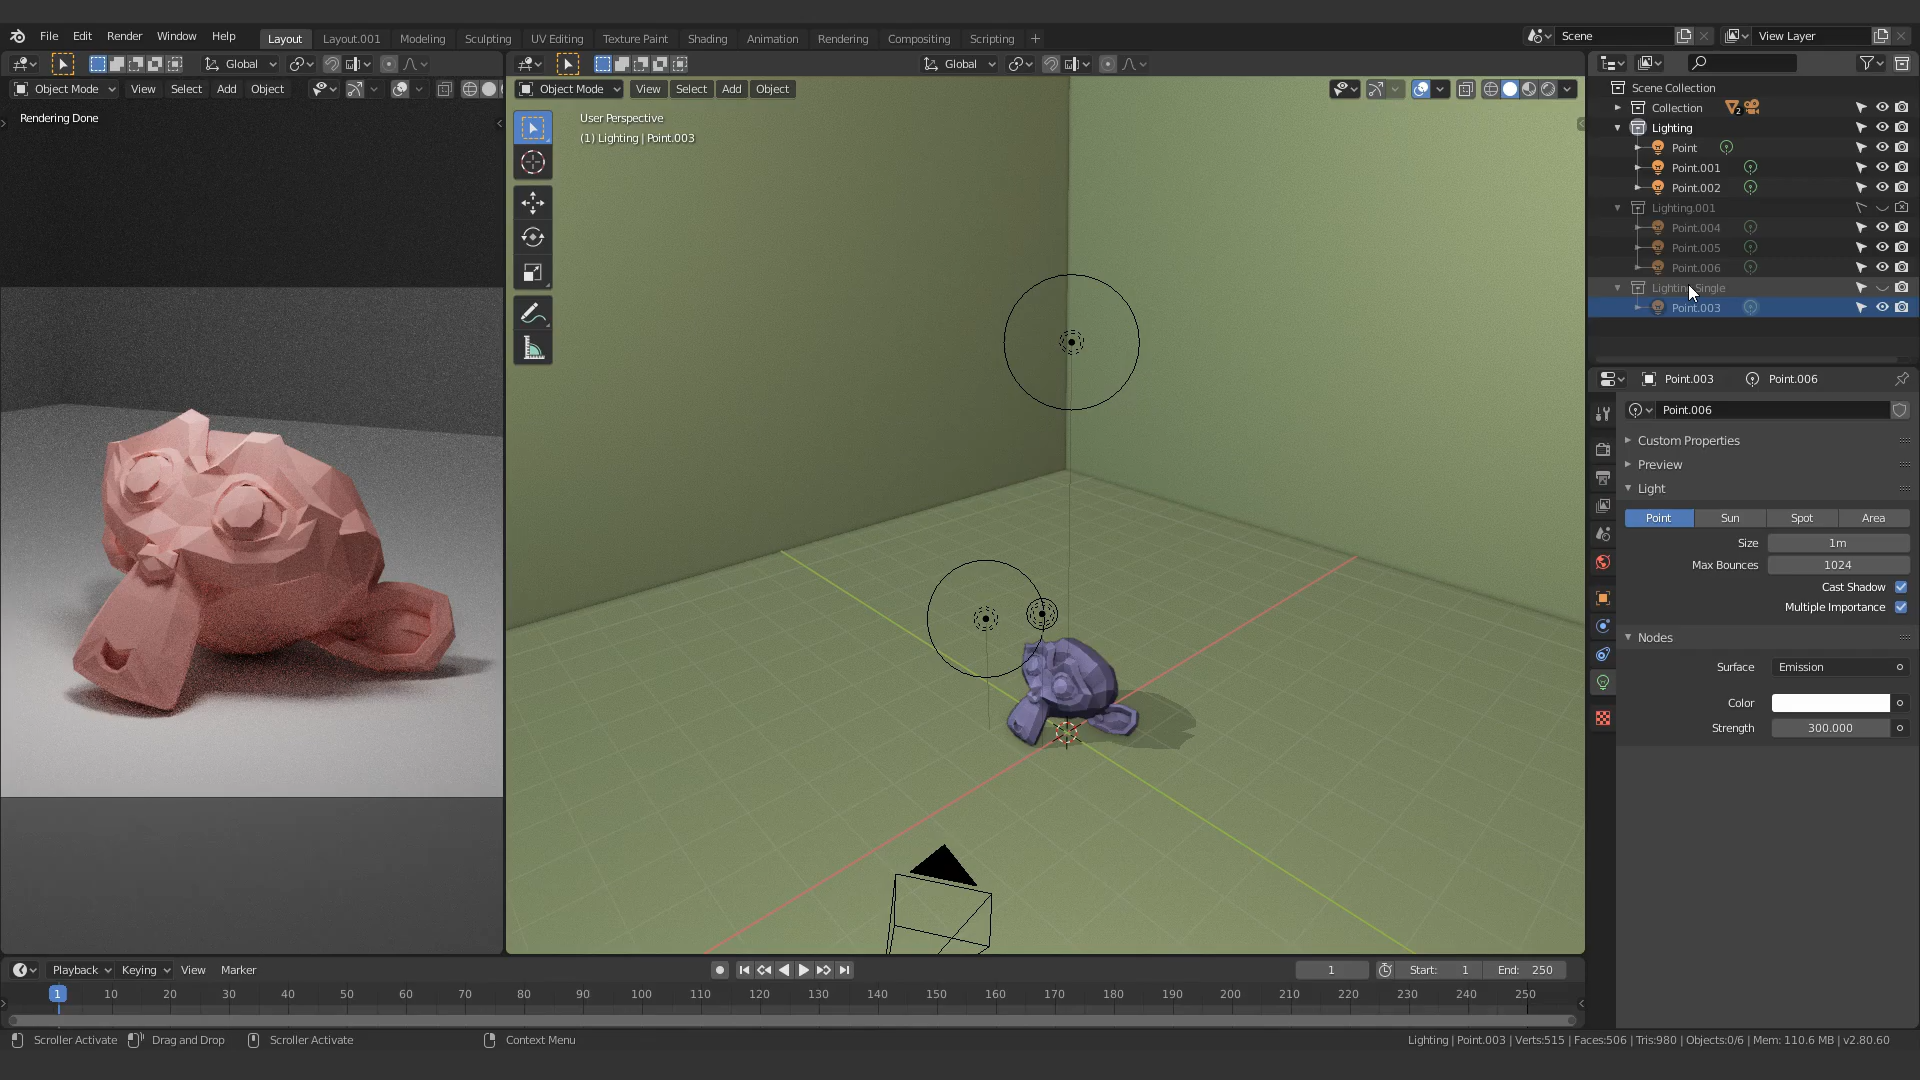 File Edit Render Window Help Layout Layout.001 Modeling Sculpting UV Editing Texture Paint Shading Animation Rendering Compositing Scripting + Scene View Layer
Global Global
Object Mode View Select Add Object Object Mode View Select Add Object
Rendering Done
User Perspective
(1) Lighting | Point.003
Scene Collection
Collection 2
Lighting
Point
Point.001
Point.002
Lighting.001
Point.004
Point.005
Point.006
Lighting Single
Point.003
Point.003 Point.006
Point.006
Custom Properties
Preview
Light
Point Sun Spot Area
Size 1m
Max Bounces 1024
Cast Shadow
Multiple Importance
Nodes
Surface Emission
Color
Strength 300.000
Playback Keying View Marker 1 Start: 1 End: 250
1 10 20 30 40 50 60 70 80 90 100 110 120 130 140 150 160 170 180 190 200 210 220 230 240 250
Scroller Activate Drag and Drop Scroller Activate Context Menu Lighting | Point.003 | Verts:515 | Faces:506 | Tris:980 | Objects:0/6 | Mem: 110.6 MB | v2.80.60